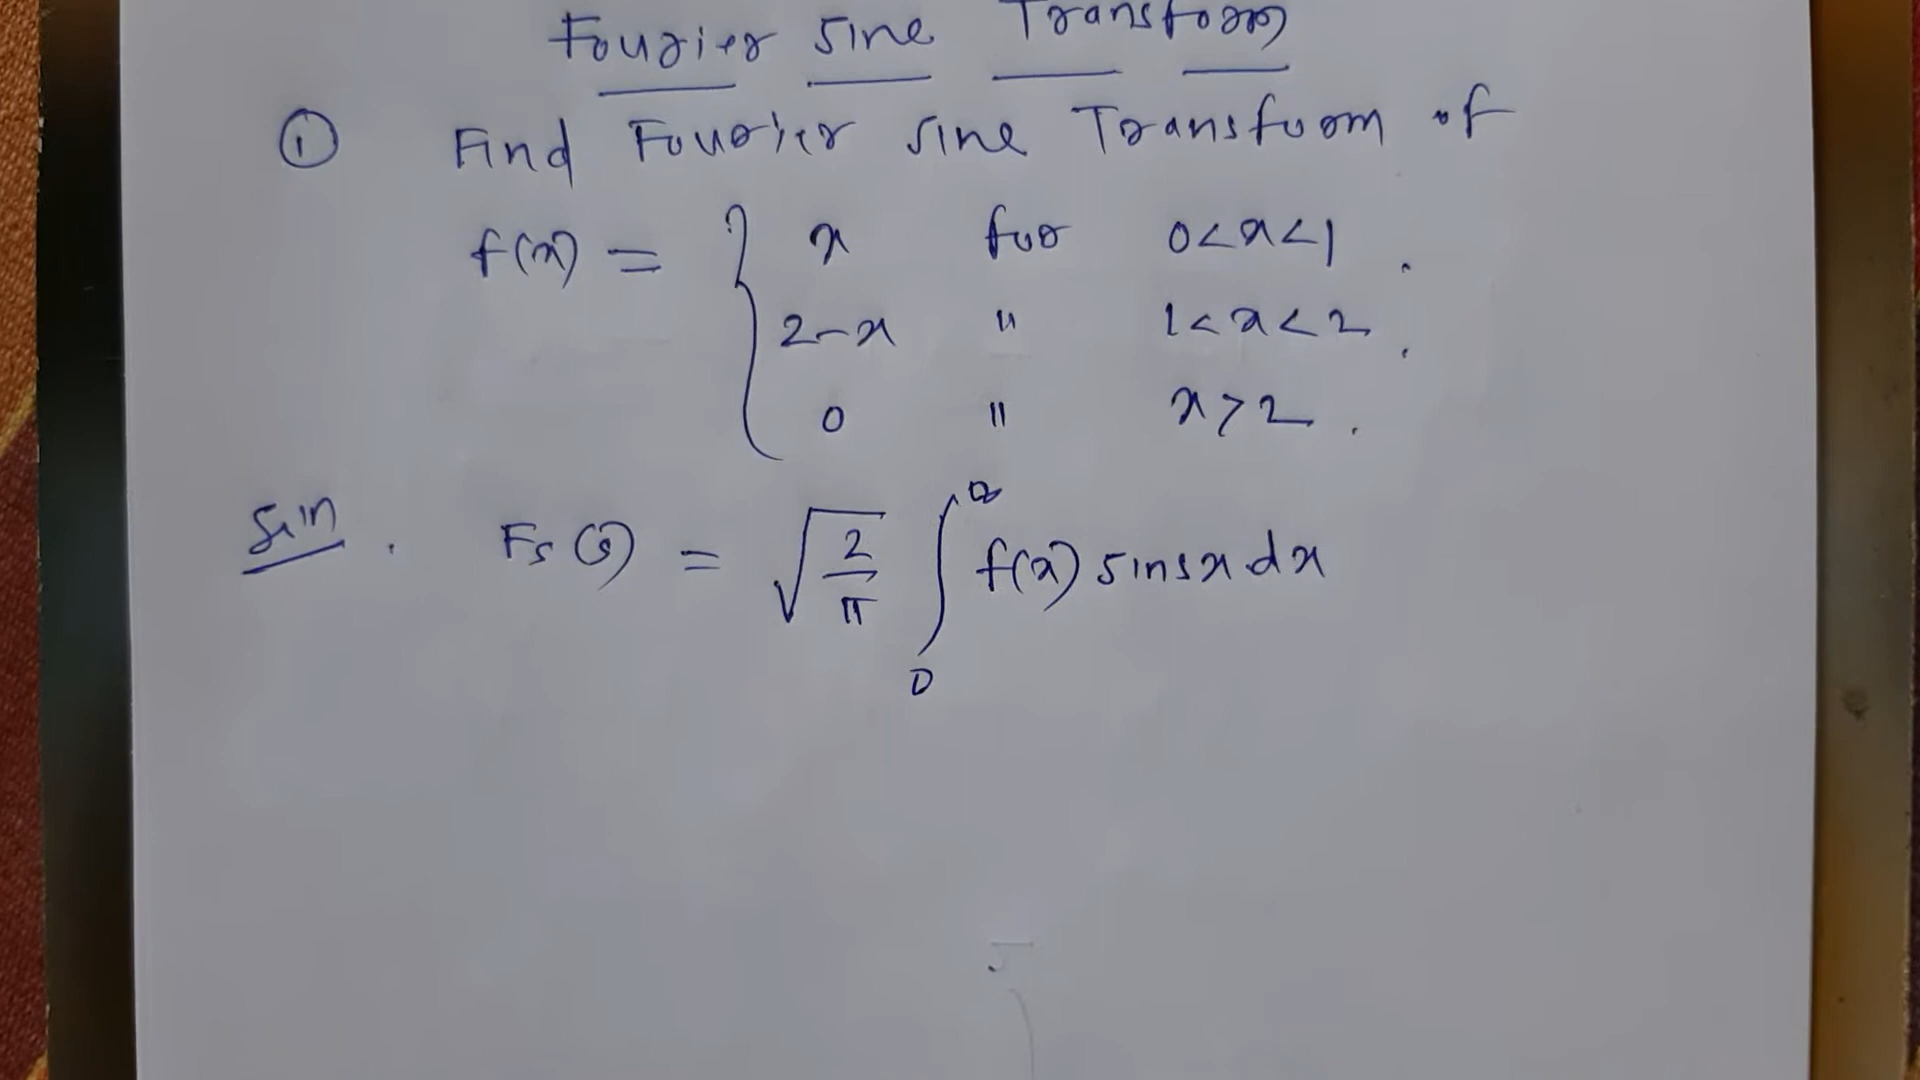 Fourier Sine Transform
① Find Fourier sine Transform of
f(x) = { x for 0<x<1 .
2-x " 1<x<2 .
0 " x>2 .
Soln . Fs(s) = √(2/π) ∫₀^∞ f(x) sinsx dx